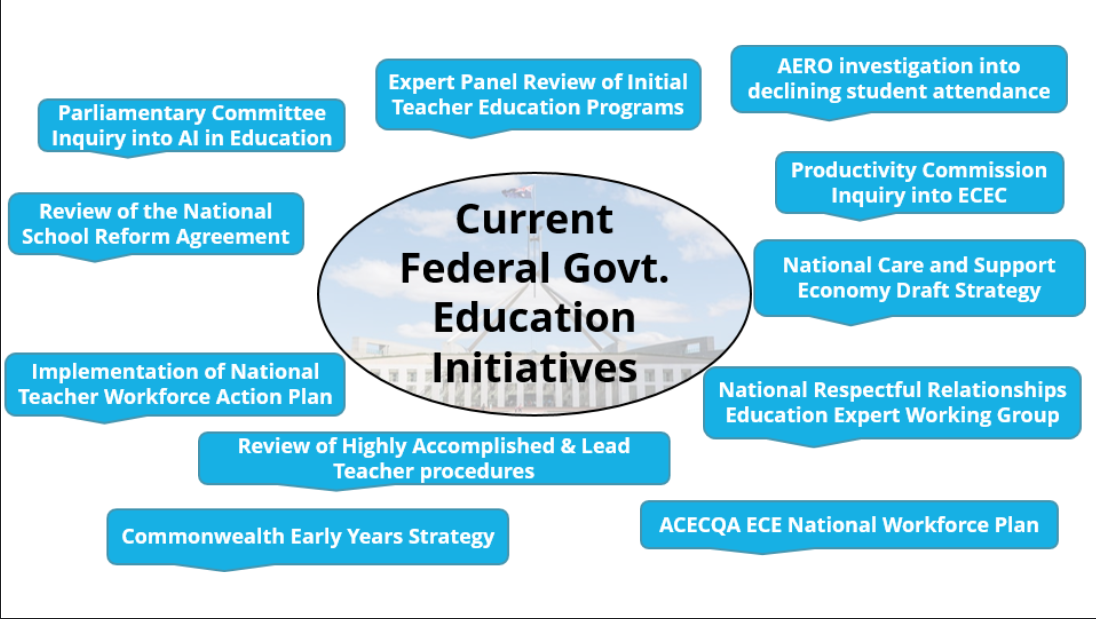 Expert Panel Review of Initial
Teacher Education Programs
AERO investigation into
declining student attendance
Parliamentary Committee
Inquiry into AI in Education
Productivity Commission
Inquiry into ECEC
Review of the National
School Reform Agreement
Current
Federal Govt.
Education
Initiatives
National Care and Support
Economy Draft Strategy
Implementation of National
Teacher Workforce Action Plan
National Respectful Relationships
Education Expert Working Group
Review of Highly Accomplished & Lead
Teacher procedures
Commonwealth Early Years Strategy
ACECQA ECE National Workforce Plan